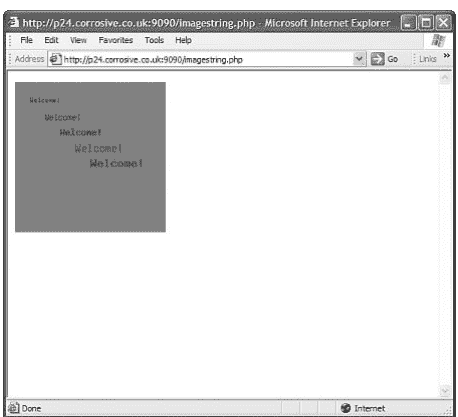 http://p24.corrosive.co.uk:9090/imagestring.php - Microsoft Internet Explorer
File Edit View Favorites Tools Help
Address http://p24.corrosive.co.uk:9090/imagestring.php Go Links »
Welcome!
Welcome!
Welcome!
Welcome!
Welcome!
Done Internet